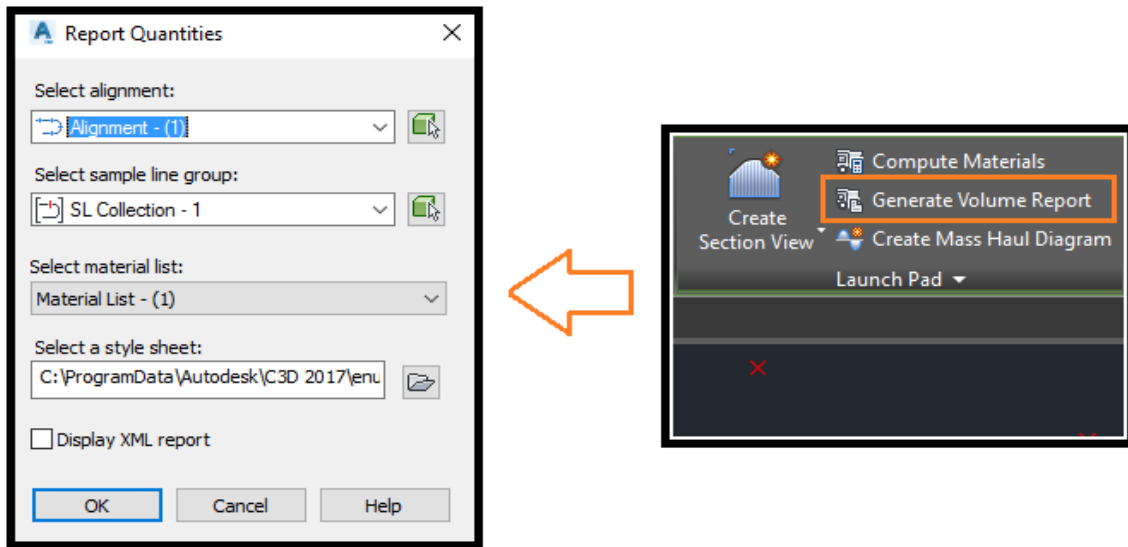 Report Quantities
Select alignment:
Alignment - (1)
Select sample line group:
SL Collection - 1
Select material list:
Material List - (1)
Select a style sheet:
C:\ProgramData\Autodesk\C3D 2017\enu
Display XML report
OK Cancel Help
Create
Section View
Compute Materials
Generate Volume Report
Create Mass Haul Diagram
Launch Pad